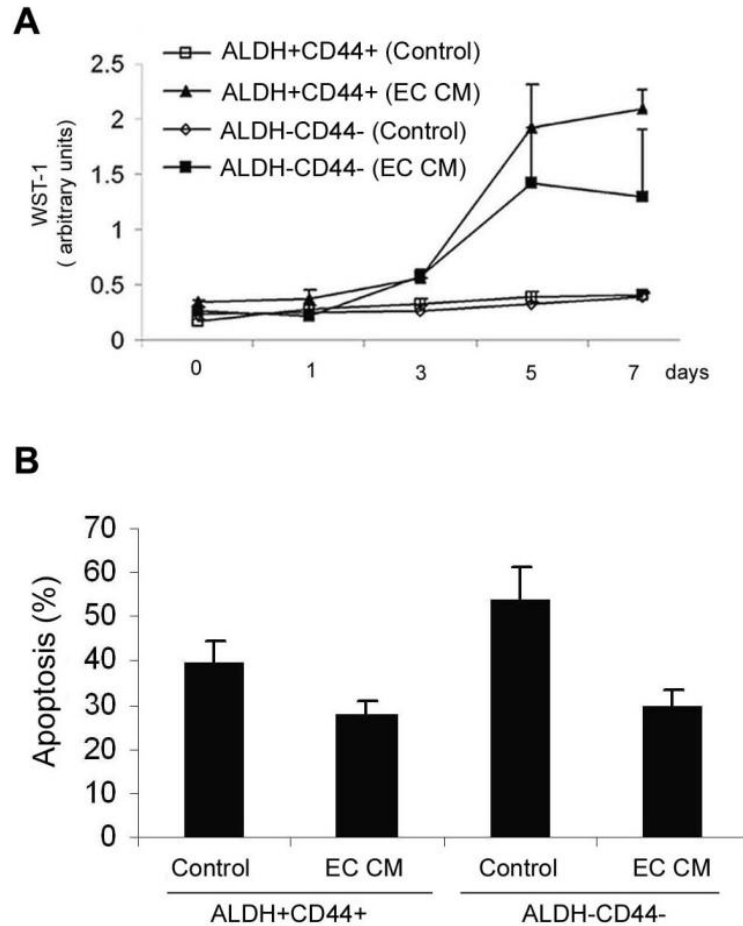 A
ALDH+CD44+ (Control)
ALDH+CD44+ (EC CM)
ALDH-CD44- (Control)
ALDH-CD44- (EC CM)
WST-1
( arbitrary units)
2.5
2
1.5
1
0.5
0
0 1 3 5 7 days
B
Apoptosis (%)
70
60
50
40
30
20
10
0
Control EC CM Control EC CM
ALDH+CD44+ ALDH-CD44-